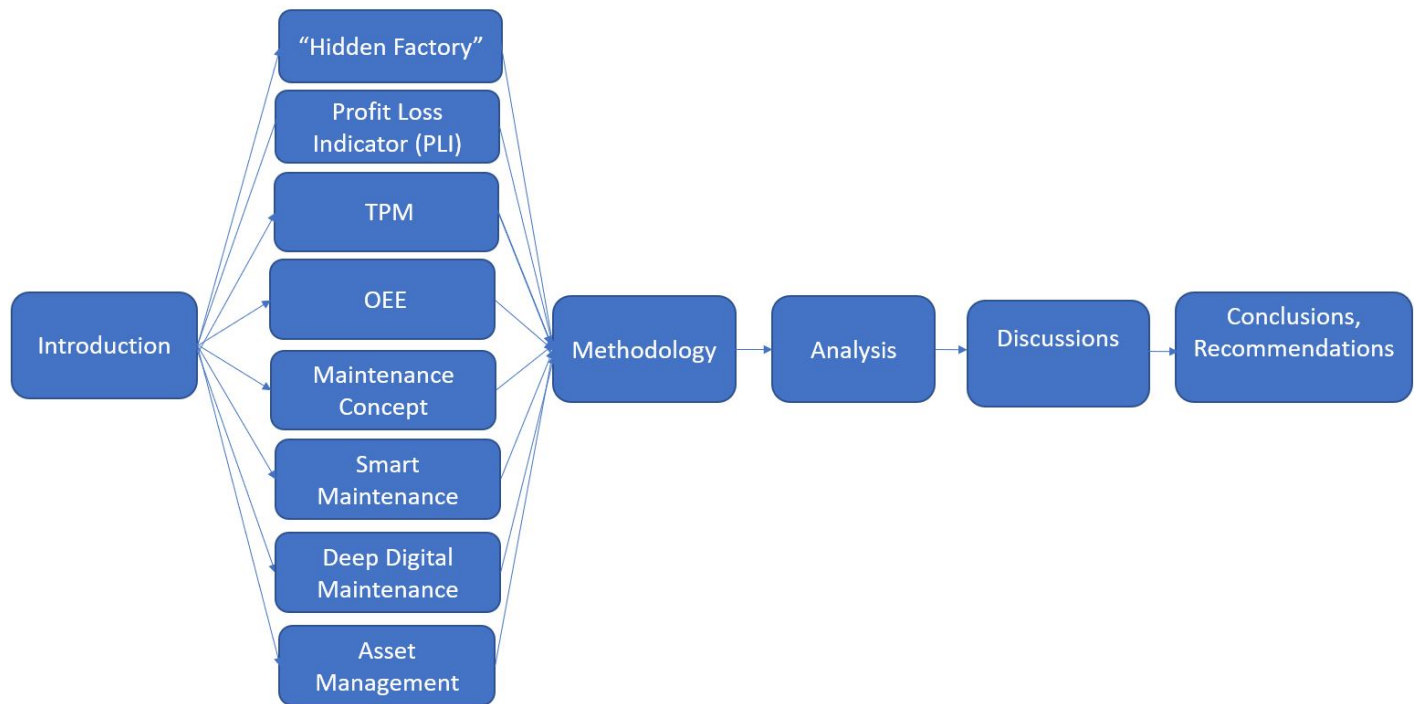 “Hidden Factory”
Profit Loss
Indicator (PLI)
TPM
OEE
Introduction
Maintenance
Concept
Smart
Maintenance
Deep Digital
Maintenance
Asset
Management
Methodology
Analysis
Discussions
Conclusions,
Recommendations